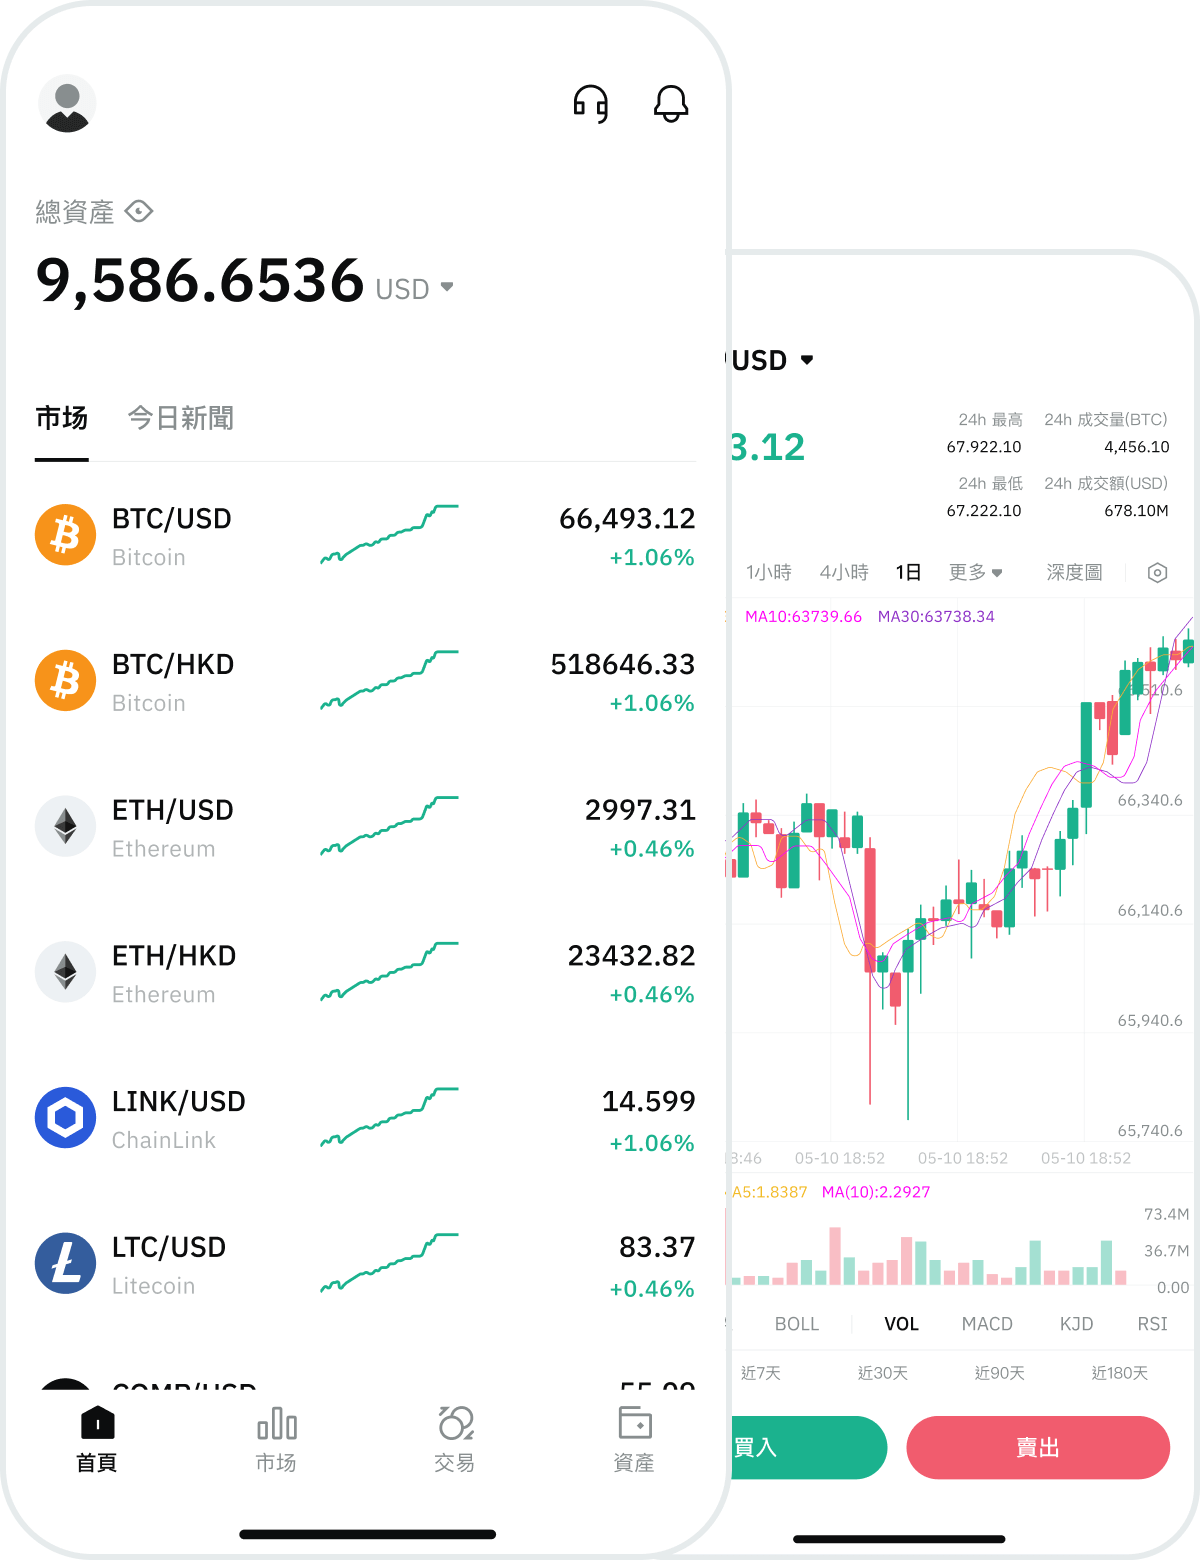 總資產
9,586.6536 USD
市场 今日新聞
BTC/USD 66,493.12
Bitcoin +1.06%
BTC/HKD 518646.33
Bitcoin +1.06%
ETH/USD 2997.31
Ethereum +0.46%
ETH/HKD 23432.82
Ethereum +0.46%
LINK/USD 14.599
ChainLink +1.06%
LTC/USD 83.37
Litecoin +0.46%
首頁 市场 交易 資產
USD
3.12
24h 最高 24h 成交量(BTC)
67.922.10 4,456.10
24h 最低 24h 成交額(USD)
67.222.10 678.10M
1小時 4小時 1日 更多 深度圖
MA10:63739.66 MA30:63738.34
66,340.6
66,140.6
65,940.6
65,740.6
8:46 05-10 18:52 05-10 18:52 05-10 18:52
A5:1.8387 MA(10):2.2927
73.4M
36.7M
0.00
BOLL VOL MACD KJD RSI
近7天 近30天 近90天 近180天
買入 賣出